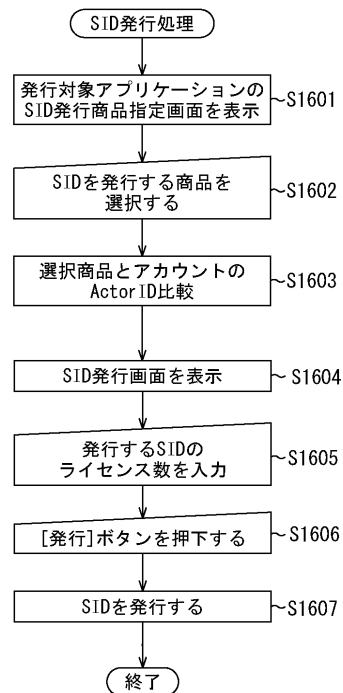 SID発行処理
発行対象アプリケーションの
SID発行商品指定画面を表示
S1601
SIDを発行する商品を
選択する
S1602
選択商品とアカウントの
ActorID比較
S1603
SID発行画面を表示
S1604
発行するSIDの
ライセンス数を入力
S1605
[発行]ボタンを押下する
S1606
SIDを発行する
S1607
終了